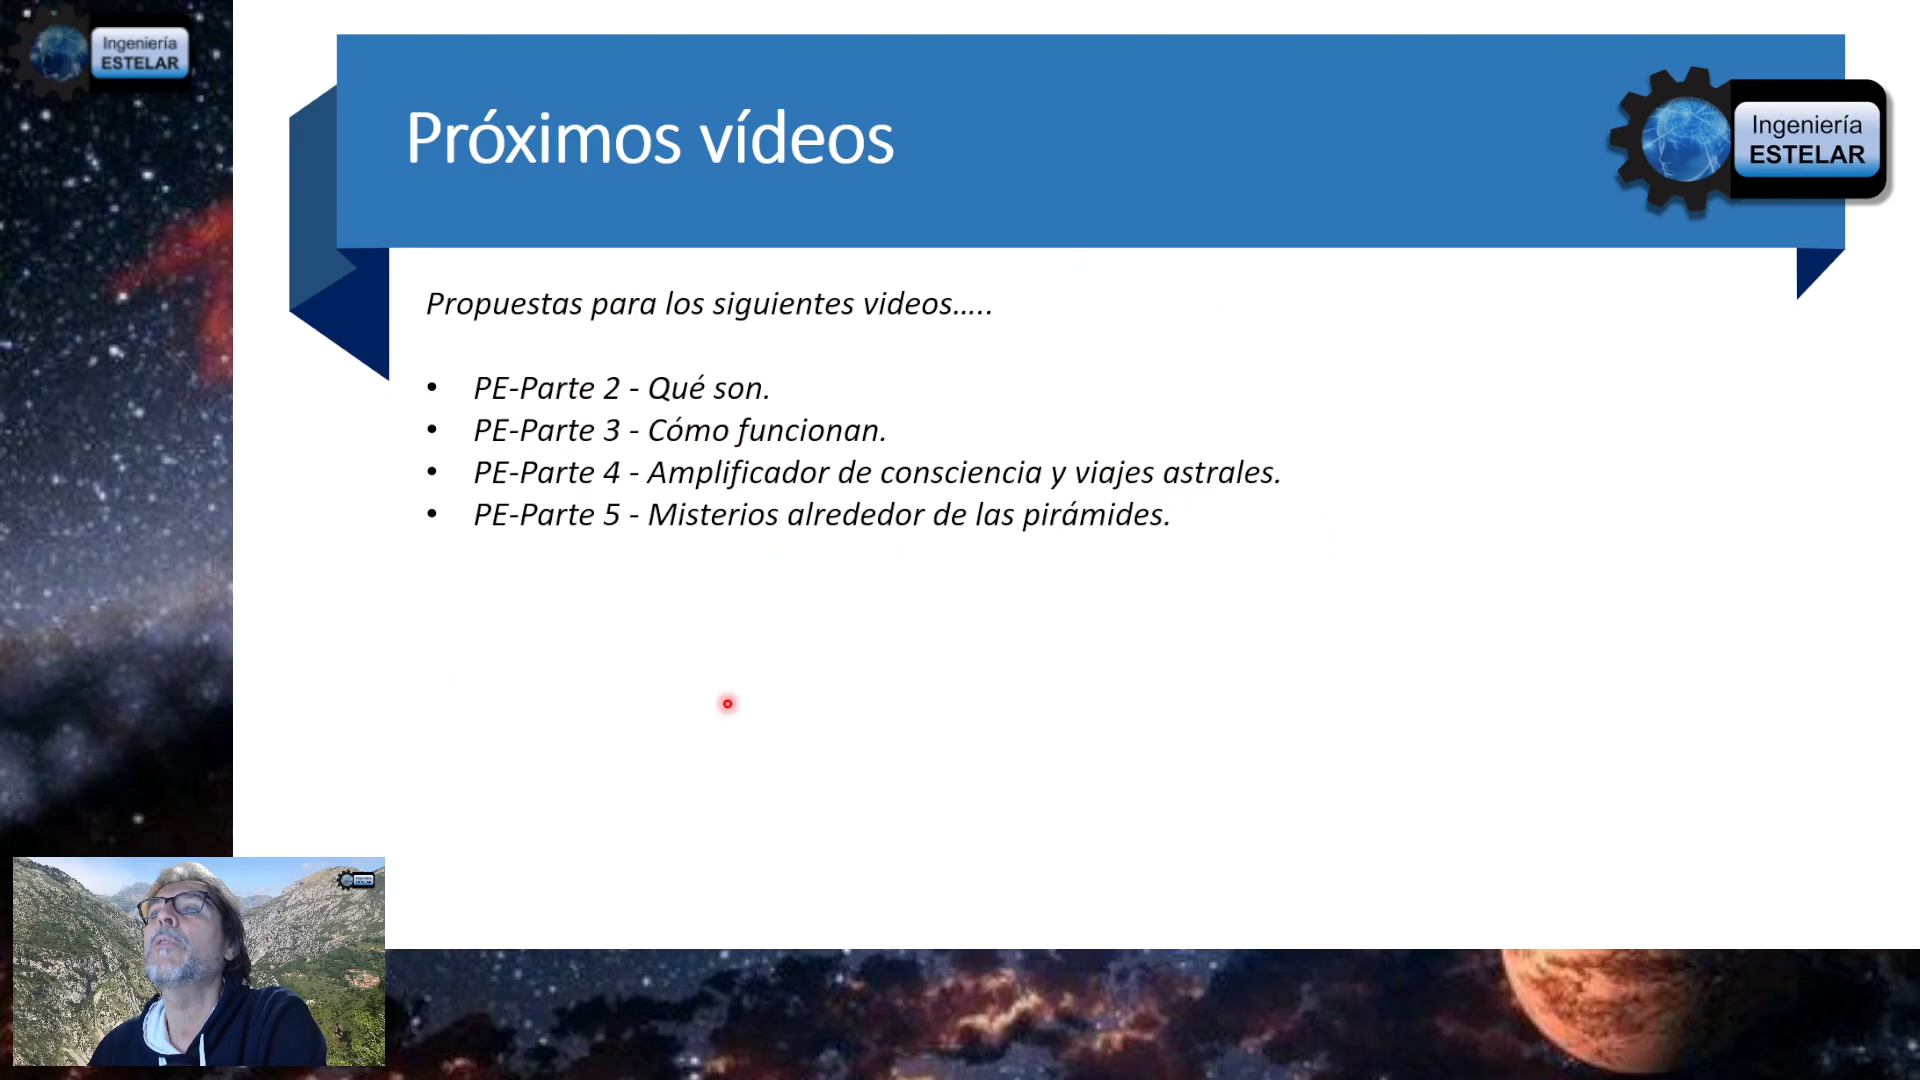 Ingeniería
ESTELAR
Próximos vídeos
Ingeniería
ESTELAR
Propuestas para los siguientes videos.....
• PE-Parte 2 - Qué son.
• PE-Parte 3 - Cómo funcionan.
• PE-Parte 4 - Amplificador de consciencia y viajes astrales.
• PE-Parte 5 - Misterios alrededor de las pirámides.